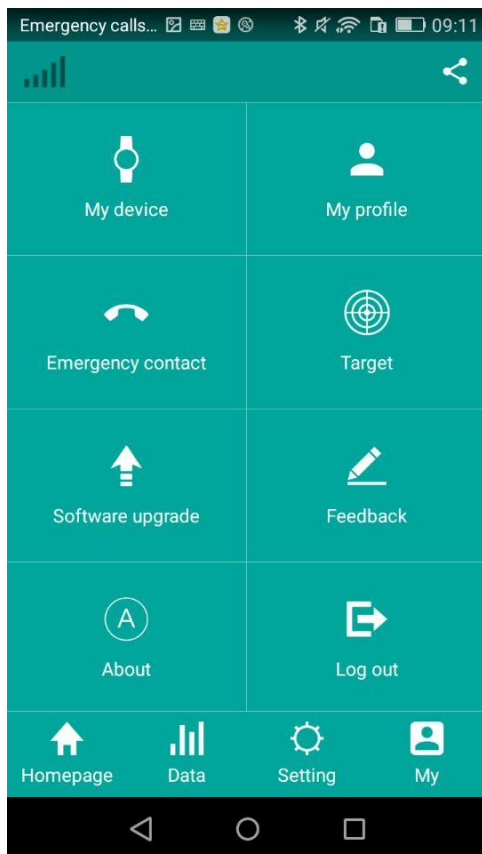 Emergency calls... 09:11
My device
My profile
Emergency contact
Target
Software upgrade
Feedback
A
About
Log out
Homepage
Data
Setting
My